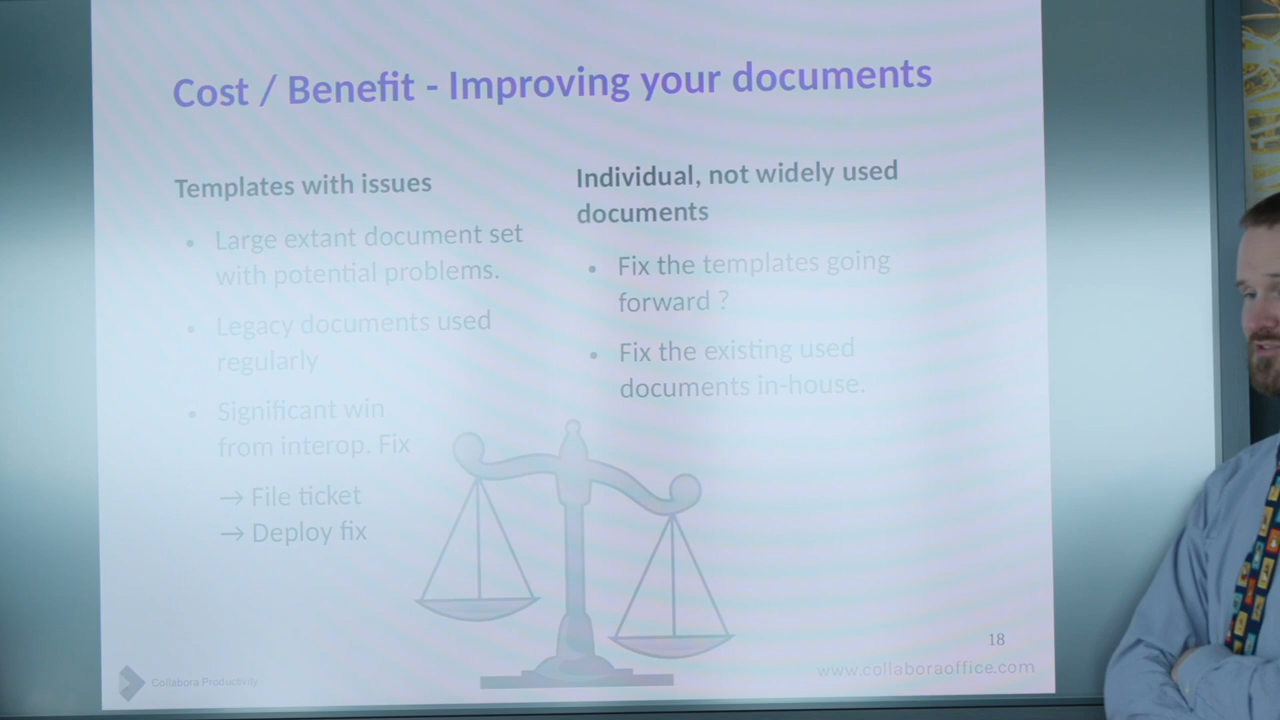 Cost / Benefit - Improving your documents
Templates with issues
• Large extant document set
with potential problems.
• Legacy documents used
regularly
• Significant win
from interop. Fix
→ File ticket
→ Deploy fix
Individual, not widely used
documents
• Fix the templates going
forward ?
• Fix the existing used
documents in-house.
18
www.collaboraoffice.com
Collabora Productivity